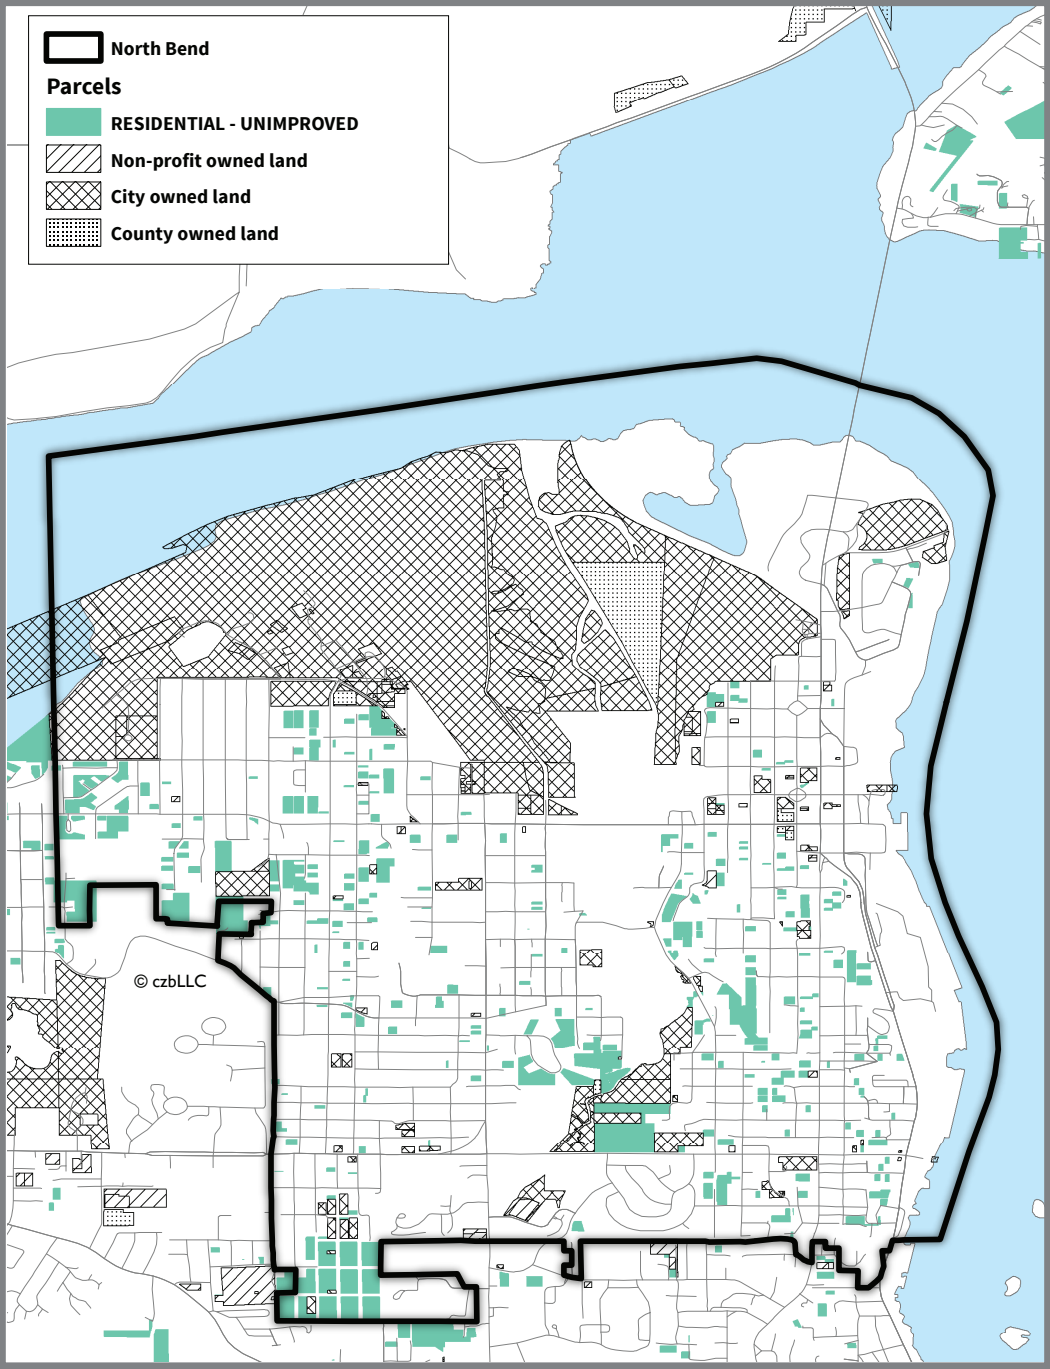 North Bend
Parcels
RESIDENTIAL - UNIMPROVED
Non-profit owned land
City owned land
County owned land
© czbLLC